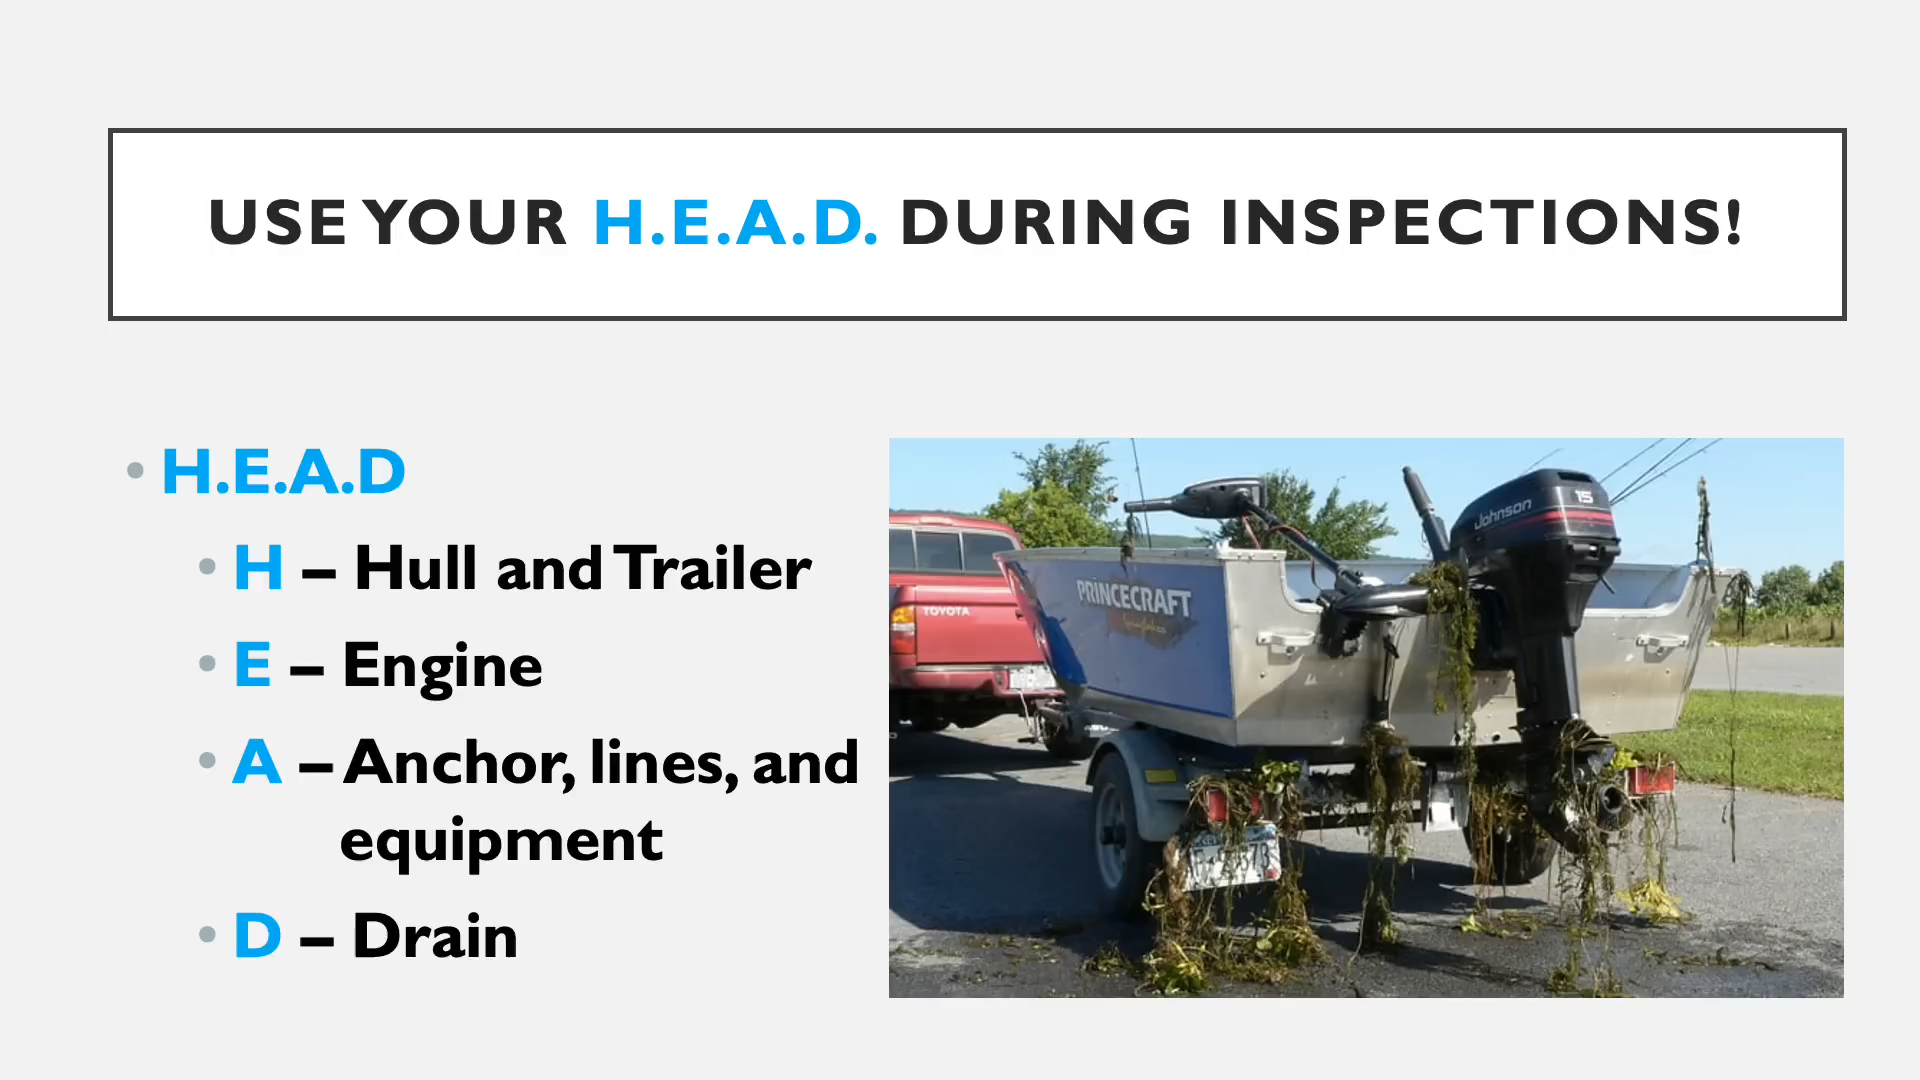 USE YOUR H.E.A.D. DURING INSPECTIONS!
• H.E.A.D
• H – Hull and Trailer
• E – Engine
• A – Anchor, lines, and
equipment
• D – Drain
Johnson
15
PRINCECRAFT
TOYOTA